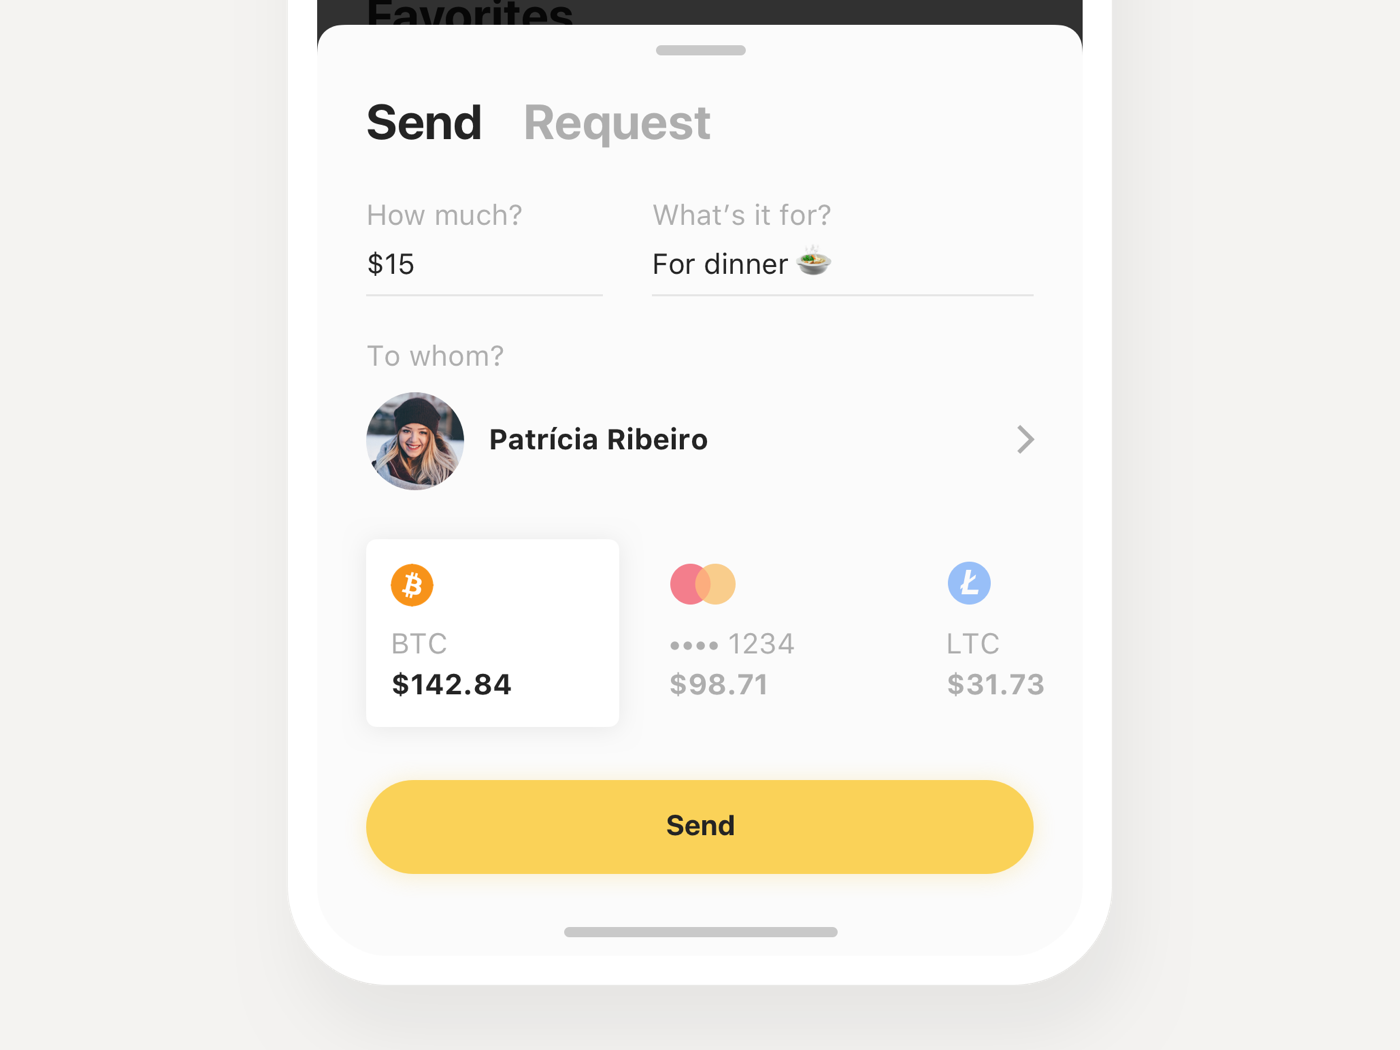 Favorites
Send Request
How much? What's it for?
$15 For dinner 🍲
To whom?
Patrícia Ribeiro
BTC •••• 1234 LTC
$142.84 $98.71 $31.73
Send